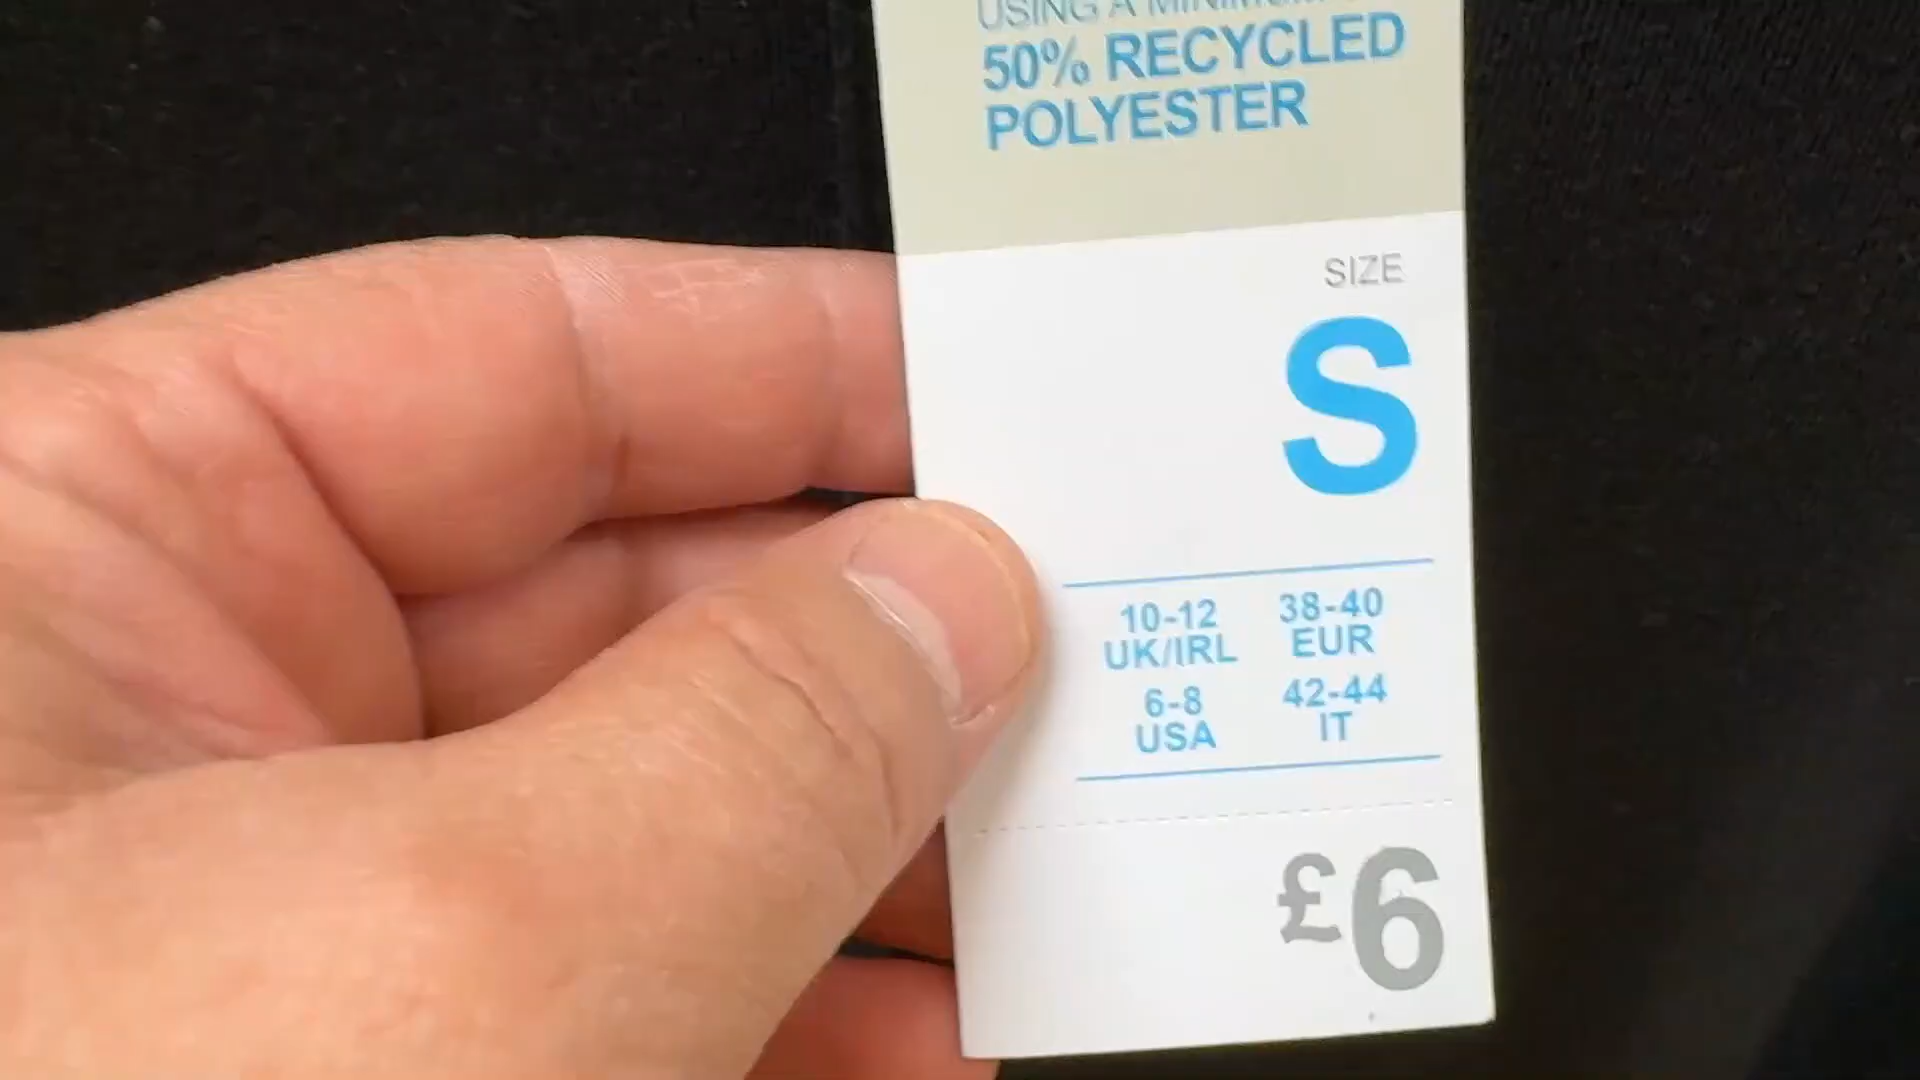 USING A MINIMUM
50% RECYCLED
POLYESTER
SIZE
S
10-12 38-40
UK/IRL EUR
6-8 42-44
USA IT
£6